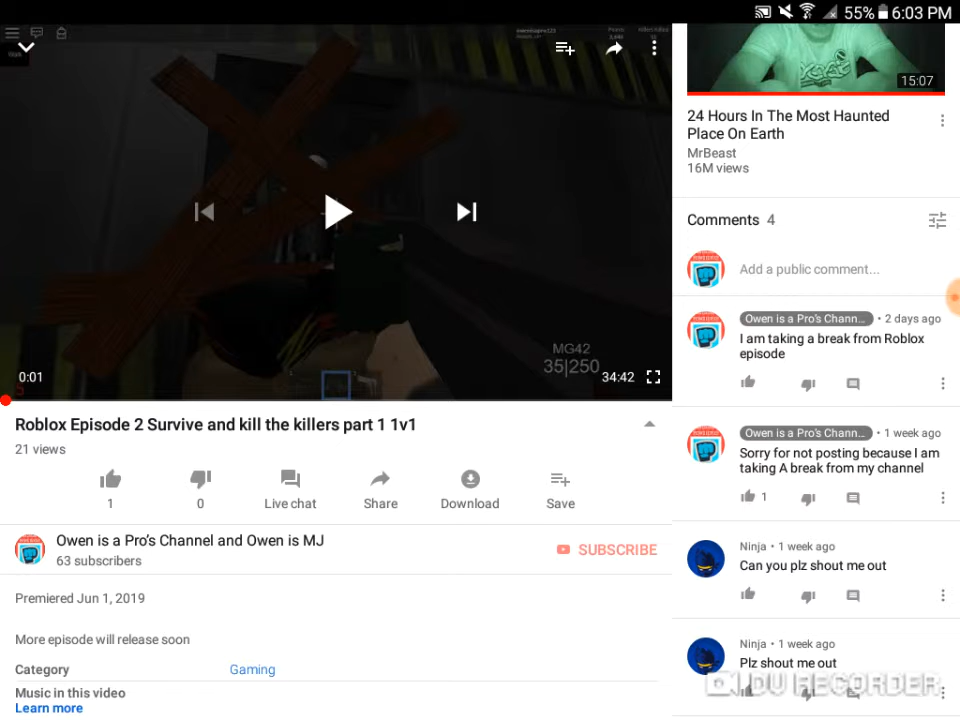 55% 6:03 PM
MG42
35|250
0:01
34:42
Roblox Episode 2 Survive and kill the killers part 1 1v1
21 views
1
0
Live chat
Share
Download
Save
Owen is a Pro's Channel and Owen is MJ
63 subscribers
SUBSCRIBE
Premiered Jun 1, 2019
More episode will release soon
Category
Gaming
Music in this video
Learn more
15:07
24 Hours In The Most Haunted
Place On Earth
MrBeast
16M views
Comments 4
Add a public comment...
Owen is a Pro's Chann... • 2 days ago
I am taking a break from Roblox
episode
Owen is a Pro's Chann... • 1 week ago
Sorry for not posting because I am
taking A break from my channel
1
Ninja • 1 week ago
Can you plz shout me out
Ninja • 1 week ago
Plz shout me out
DU RECORDER